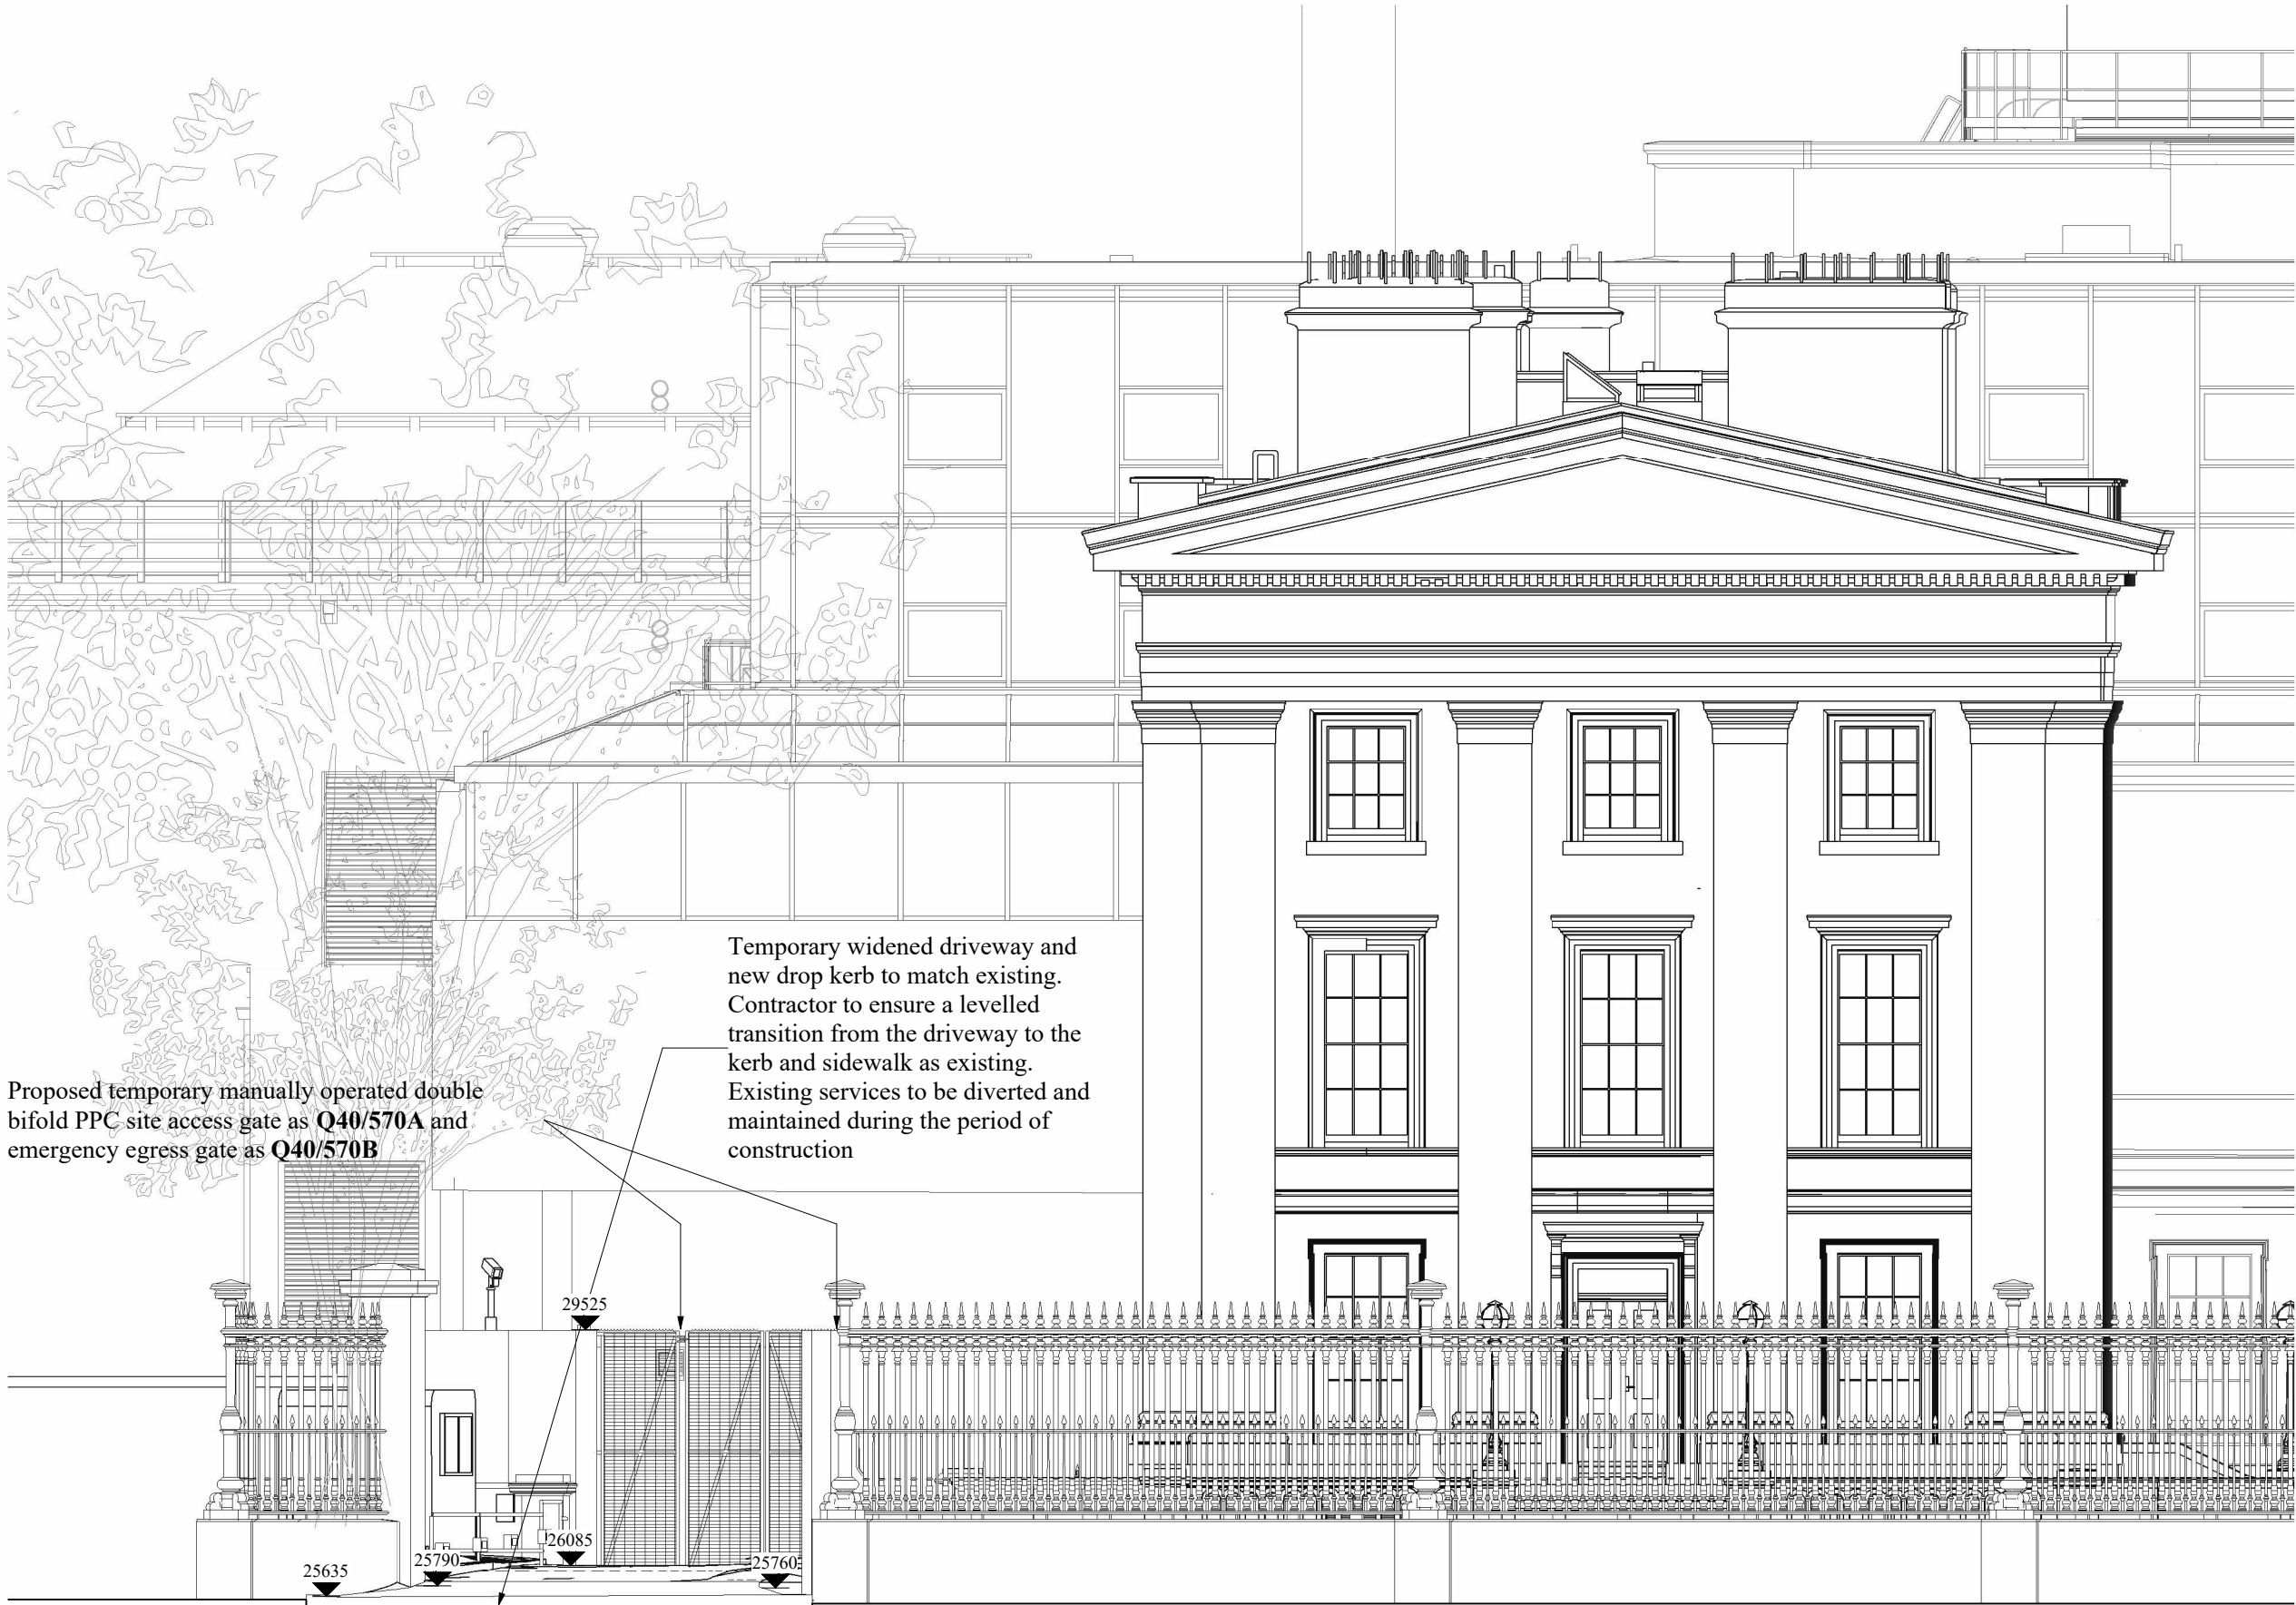 Temporary widened driveway and
new drop kerb to match existing.
Contractor to ensure a levelled
transition from the driveway to the
kerb and sidewalk as existing.
Existing services to be diverted and
maintained during the period of
construction
Proposed temporary manually operated double
bifold PPC site access gate as Q40/570A and
emergency egress gate as Q40/570B
29525
26085
25790
25760
25635